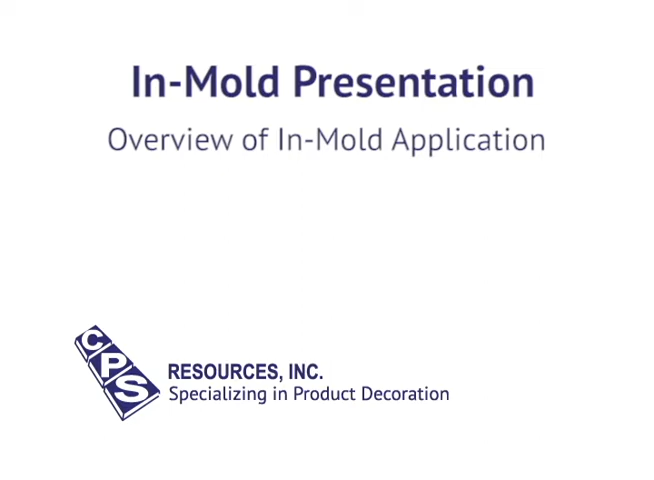 In-Mold Presentation
Overview of In-Mold Application
CPS
RESOURCES, INC.
Specializing in Product Decoration